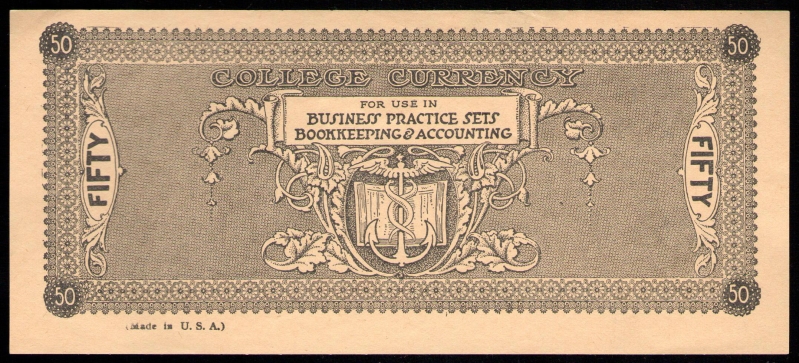 50 50
COLLEGE CURRENCY
FOR USE IN
BUSINESS PRACTICE SETS
BOOKKEEPING & ACCOUNTING
FIFTY FIFTY
50 50
(Made in U. S. A.)